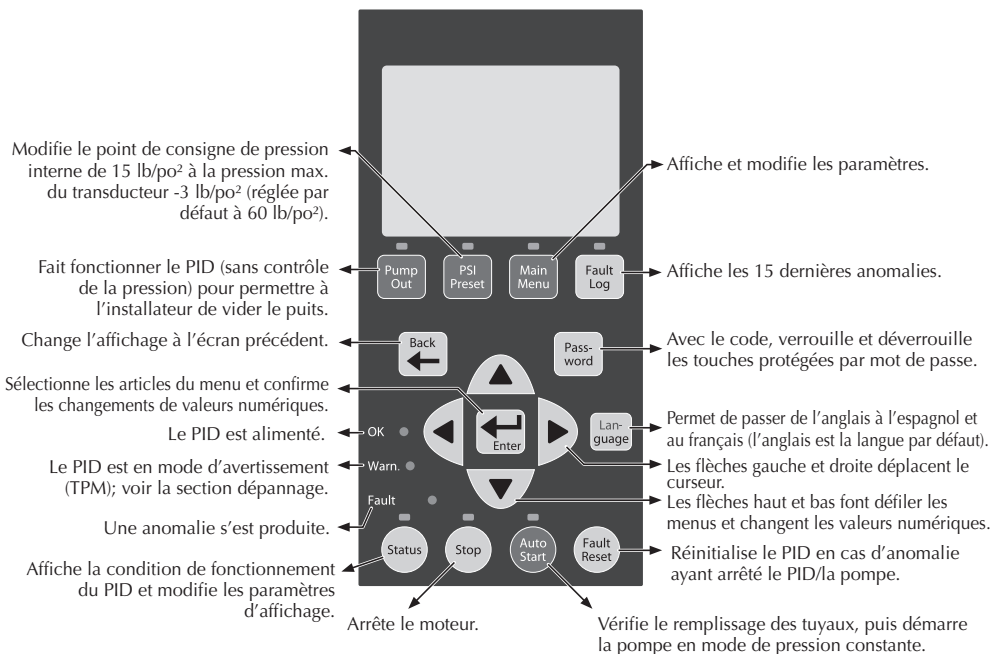 Modifie le point de consigne de pression
interne de 15 lb/po² à la pression max.
du transducteur -3 lb/po² (réglée par
défaut à 60 lb/po²).
Affiche et modifie les paramètres.
Pump
Out
PSI
Preset
Main
Menu
Fault
Log
Fait fonctionner le PID (sans contrôle
de la pression) pour permettre à
l'installateur de vider le puits.
Affiche les 15 dernières anomalies.
Change l'affichage à l'écran précédent.
Back
Pass-
word
Avec le code, verrouille et déverrouille
les touches protégées par mot de passe.
Sélectionne les articles du menu et confirme
les changements de valeurs numériques.
Enter
Lan-
guage
Permet de passer de l'anglais à l'espagnol et
au français (l'anglais est la langue par défaut).
Le PID est alimenté.
OK
Les flèches gauche et droite déplacent le
curseur.
Le PID est en mode d'avertissement
(TPM); voir la section dépannage.
Warn.
Les flèches haut et bas font défiler les
menus et changent les valeurs numériques.
Une anomalie s'est produite.
Fault
Status
Stop
Auto
Start
Fault
Reset
Réinitialise le PID en cas d'anomalie
ayant arrêté le PID/la pompe.
Affiche la condition de fonctionnement
du PID et modifie les paramètres
d'affichage.
Arrête le moteur.
Vérifie le remplissage des tuyaux, puis démarre
la pompe en mode de pression constante.